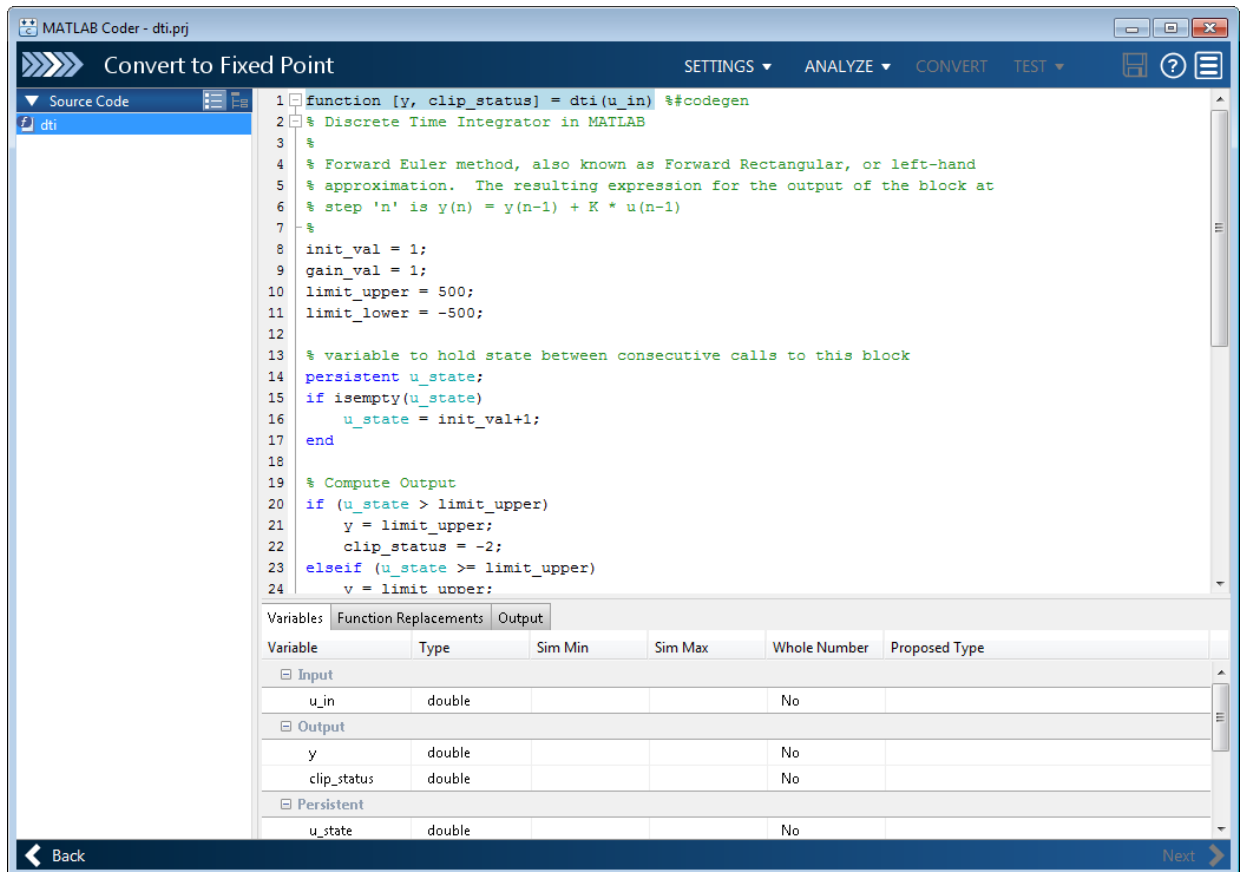 MATLAB Coder - dti.prj
Convert to Fixed Point
SETTINGS ▼ ANALYZE ▼ CONVERT TEST ▼
▼ Source Code
dti
1 function [y, clip_status] = dti(u_in) %#codegen
2 % Discrete Time Integrator in MATLAB
3 %
4 % Forward Euler method, also known as Forward Rectangular, or left-hand
5 % approximation.  The resulting expression for the output of the block at
6 % step 'n' is y(n) = y(n-1) + K * u(n-1)
7 %
8 init_val = 1;
9 gain_val = 1;
10 limit_upper = 500;
11 limit_lower = -500;
12
13 % variable to hold state between consecutive calls to this block
14 persistent u_state;
15 if isempty(u_state)
16     u_state = init_val+1;
17 end
18
19 % Compute Output
20 if (u_state > limit_upper)
21     y = limit_upper;
22     clip_status = -2;
23 elseif (u_state >= limit_upper)
24     y = limit_upper;
Variables Function Replacements Output
Variable Type Sim Min Sim Max Whole Number Proposed Type
Input
u_in double No
Output
y double No
clip_status double No
Persistent
u_state double No
Back Next